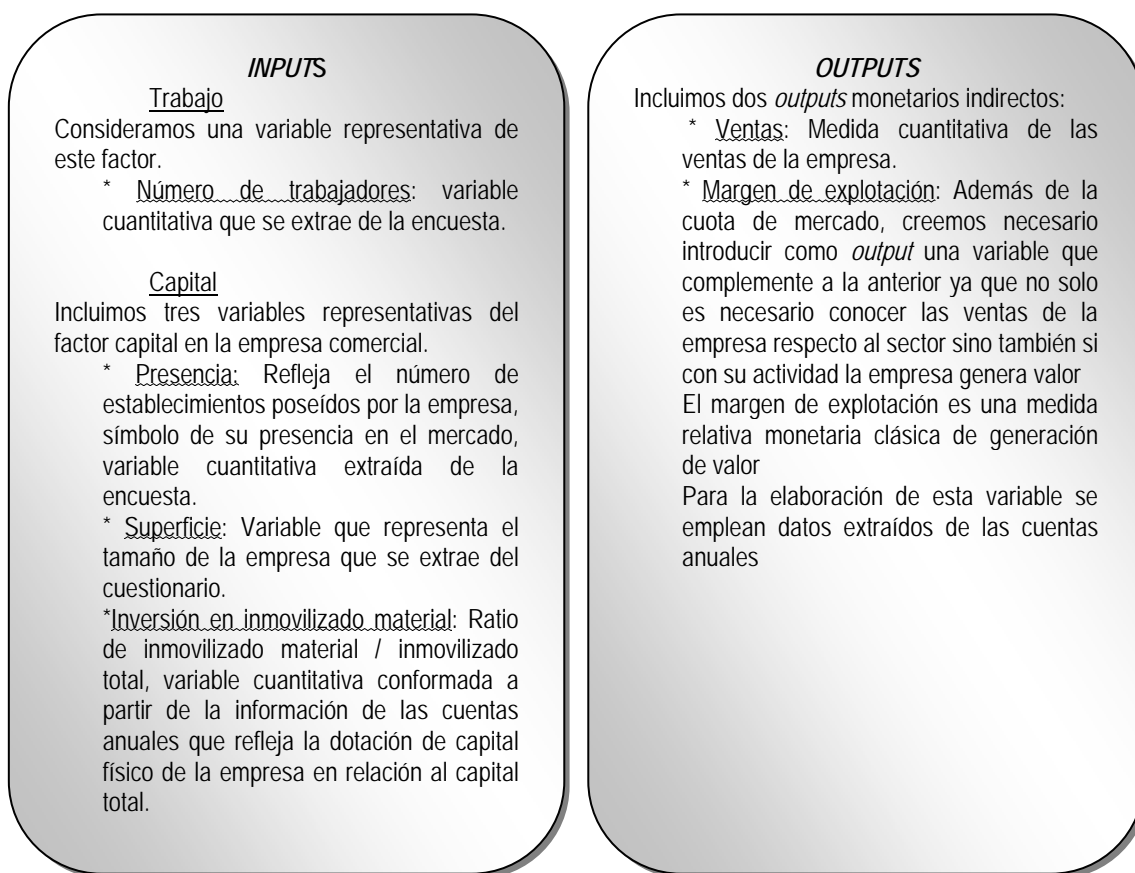 INPUTS
Trabajo
Consideramos una variable representativa de
este factor.
* Número de trabajadores: variable
cuantitativa que se extrae de la encuesta.
Capital
Incluimos tres variables representativas del
factor capital en la empresa comercial.
* Presencia: Refleja el número de
establecimientos poseídos por la empresa,
símbolo de su presencia en el mercado,
variable cuantitativa extraída de la
encuesta.
* Superficie: Variable que representa el
tamaño de la empresa que se extrae del
cuestionario.
*Inversión en inmovilizado material: Ratio
de inmovilizado material / inmovilizado
total, variable cuantitativa conformada a
partir de la información de las cuentas
anuales que refleja la dotación de capital
físico de la empresa en relación al capital
total.
OUTPUTS
Incluimos dos outputs monetarios indirectos:
* Ventas: Medida cuantitativa de las
ventas de la empresa.
* Margen de explotación: Además de la
cuota de mercado, creemos necesario
introducir como output una variable que
complemente a la anterior ya que no solo
es necesario conocer las ventas de la
empresa respecto al sector sino también si
con su actividad la empresa genera valor
El margen de explotación es una medida
relativa monetaria clásica de generación
de valor
Para la elaboración de esta variable se
emplean datos extraídos de las cuentas
anuales